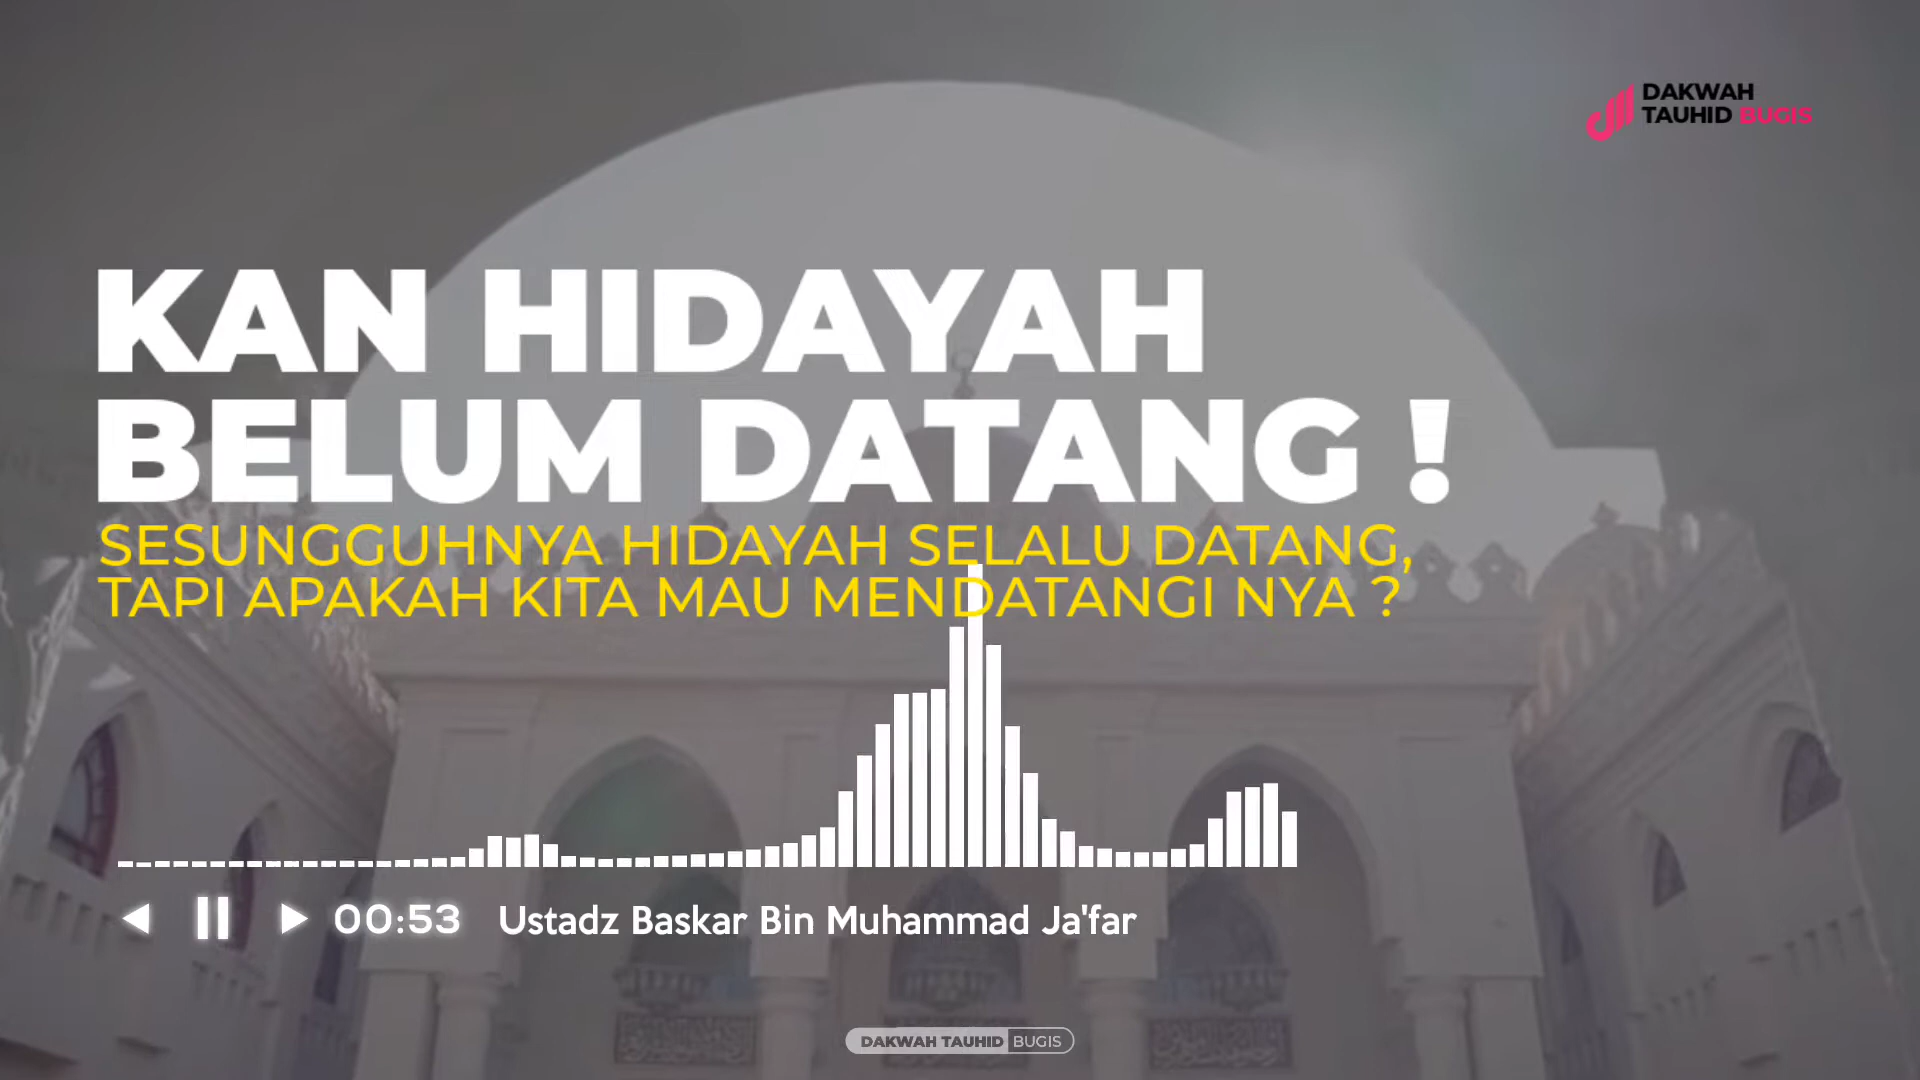 DAKWAH
TAUHID BUGIS
KAN HIDAYAH
BELUM DATANG !
SESUNGGUHNYA HIDAYAH SELALU DATANG,
TAPI APAKAH KITA MAU MENDATANGI NYA ?
00:53 Ustadz Baskar Bin Muhammad Ja'far
DAKWAH TAUHID BUGIS